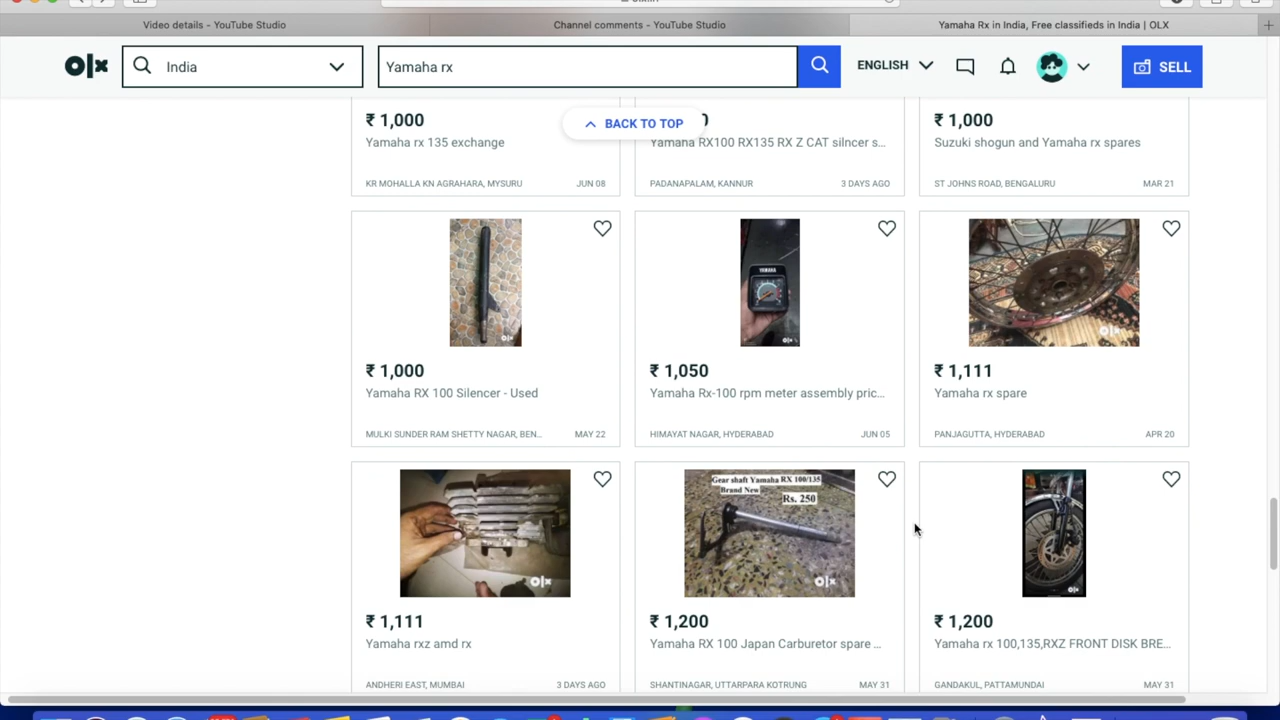 Video details - YouTube Studio
Channel comments - YouTube Studio
Yamaha Rx in India, Free classifieds in India | OLX
olx
India
Yamaha rx
ENGLISH
SELL
BACK TO TOP
₹ 1,000
Yamaha rx 135 exchange
KR MOHALLA KN AGRAHARA, MYSURU
JUN 08
Yamaha RX100 RX135 RX Z CAT silncer s...
PADANAPALAM, KANNUR
3 DAYS AGO
₹ 1,000
Suzuki shogun and Yamaha rx spares
ST JOHNS ROAD, BENGALURU
MAR 21
₹ 1,000
Yamaha RX 100 Silencer - Used
MULKI SUNDER RAM SHETTY NAGAR, BEN...
MAY 22
YAMAHA
₹ 1,050
Yamaha Rx-100 rpm meter assembly pric...
HIMAYAT NAGAR, HYDERABAD
JUN 05
olx
₹ 1,111
Yamaha rx spare
PANJAGUTTA, HYDERABAD
APR 20
olx
₹ 1,111
Yamaha rxz amd rx
ANDHERI EAST, MUMBAI
3 DAYS AGO
Gear shaft Yamaha RX 100/135
Brand New
Rs. 250
olx
₹ 1,200
Yamaha RX 100 Japan Carburetor spare ...
SHANTINAGAR, UTTARPARA KOTRUNG
MAY 31
olx
₹ 1,200
Yamaha rx 100,135,RXZ FRONT DISK BRE...
GANDAKUL, PATTAMUNDAI
MAY 31